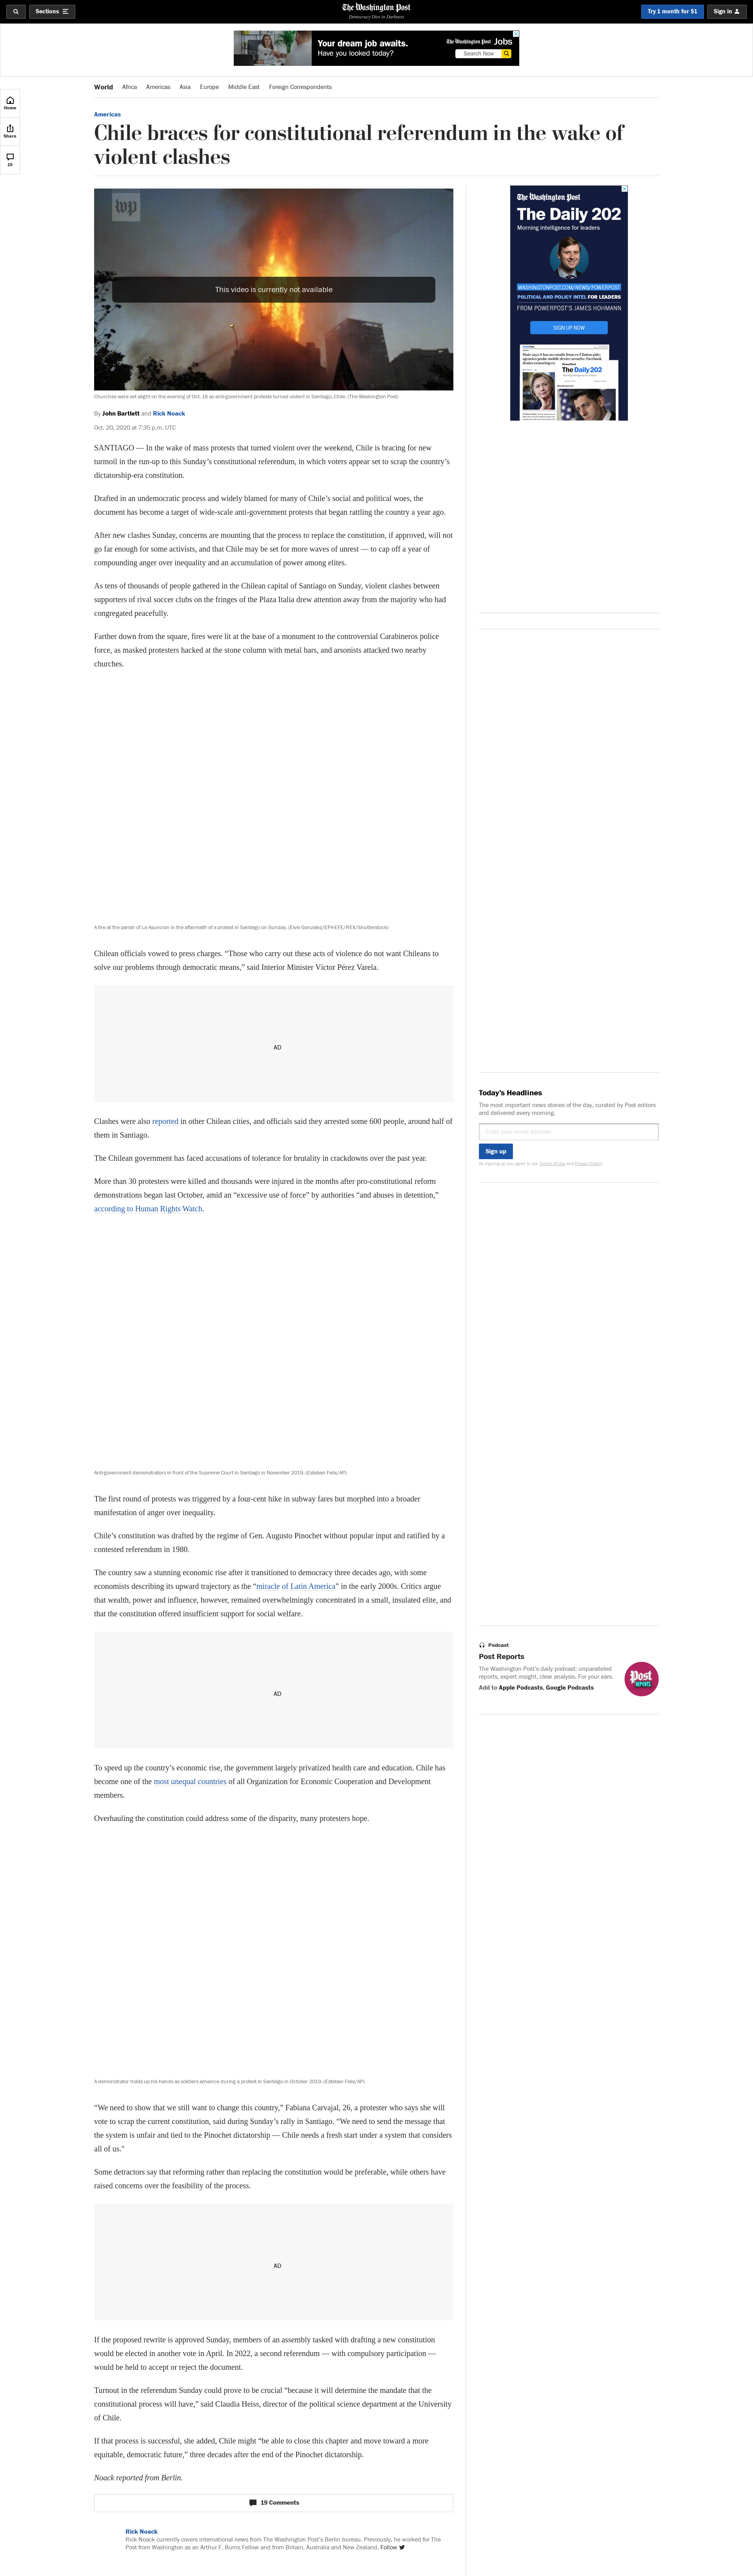 Sections
The Washington Post
Democracy Dies in Darkness
Try 1 month for $1
Sign in
Your dream job awaits.
Have you looked today?
The Washington Post Jobs
Search Now
World
Africa
Americas
Asia
Europe
Middle East
Foreign Correspondents
Home
Share
19
Americas
Chile braces for constitutional referendum in the wake of
violent clashes
wp
This video is currently not available
Churches were set alight on the evening of Oct. 18 as anti-government protests turned violent in Santiago, Chile. (The Washington Post)
By John Bartlett and Rick Noack
Oct. 20, 2020 at 7:35 p.m. UTC
SANTIAGO — In the wake of mass protests that turned violent over the weekend, Chile is bracing for new
turmoil in the run-up to this Sunday’s constitutional referendum, in which voters appear set to scrap the country’s
dictatorship-era constitution.
Drafted in an undemocratic process and widely blamed for many of Chile’s social and political woes, the
document has become a target of wide-scale anti-government protests that began rattling the country a year ago.
After new clashes Sunday, concerns are mounting that the process to replace the constitution, if approved, will not
go far enough for some activists, and that Chile may be set for more waves of unrest — to cap off a year of
compounding anger over inequality and an accumulation of power among elites.
As tens of thousands of people gathered in the Chilean capital of Santiago on Sunday, violent clashes between
supporters of rival soccer clubs on the fringes of the Plaza Italia drew attention away from the majority who had
congregated peacefully.
Farther down from the square, fires were lit at the base of a monument to the controversial Carabineros police
force, as masked protesters hacked at the stone column with metal bars, and arsonists attacked two nearby
churches.
A fire at the parish of La Asuncion in the aftermath of a protest in Santiago on Sunday. (Elvis Gonzalez/EPA-EFE/REX/Shutterstock)
Chilean officials vowed to press charges. “Those who carry out these acts of violence do not want Chileans to
solve our problems through democratic means,” said Interior Minister Víctor Pérez Varela.
AD
Clashes were also reported in other Chilean cities, and officials said they arrested some 600 people, around half of
them in Santiago.
The Chilean government has faced accusations of tolerance for brutality in crackdowns over the past year.
More than 30 protesters were killed and thousands were injured in the months after pro-constitutional reform
demonstrations began last October, amid an “excessive use of force” by authorities “and abuses in detention,”
according to Human Rights Watch.
Anti-government demonstrators in front of the Supreme Court in Santiago in November 2019. (Esteban Felix/AP)
The first round of protests was triggered by a four-cent hike in subway fares but morphed into a broader
manifestation of anger over inequality.
Chile’s constitution was drafted by the regime of Gen. Augusto Pinochet without popular input and ratified by a
contested referendum in 1980.
The country saw a stunning economic rise after it transitioned to democracy three decades ago, with some
economists describing its upward trajectory as the “miracle of Latin America” in the early 2000s. Critics argue
that wealth, power and influence, however, remained overwhelmingly concentrated in a small, insulated elite, and
that the constitution offered insufficient support for social welfare.
AD
To speed up the country’s economic rise, the government largely privatized health care and education. Chile has
become one of the most unequal countries of all Organization for Economic Cooperation and Development
members.
Overhauling the constitution could address some of the disparity, many protesters hope.
A demonstrator holds up his hands as soldiers advance during a protest in Santiago in October 2019. (Esteban Felix/AP)
“We need to show that we still want to change this country,” Fabiana Carvajal, 26, a protester who says she will
vote to scrap the current constitution, said during Sunday’s rally in Santiago. “We need to send the message that
the system is unfair and tied to the Pinochet dictatorship — Chile needs a fresh start under a system that considers
all of us."
Some detractors say that reforming rather than replacing the constitution would be preferable, while others have
raised concerns over the feasibility of the process.
AD
If the proposed rewrite is approved Sunday, members of an assembly tasked with drafting a new constitution
would be elected in another vote in April. In 2022, a second referendum — with compulsory participation —
would be held to accept or reject the document.
Turnout in the referendum Sunday could prove to be crucial “because it will determine the mandate that the
constitutional process will have,” said Claudia Heiss, director of the political science department at the University
of Chile.
If that process is successful, she added, Chile might “be able to close this chapter and move toward a more
equitable, democratic future,” three decades after the end of the Pinochet dictatorship.
Noack reported from Berlin.
19 Comments
Rick Noack
Rick Noack currently covers international news from The Washington Post’s Berlin bureau. Previously, he worked for The
Post from Washington as an Arthur F. Burns Fellow and from Britain, Australia and New Zealand. Follow
The Washington Post
The Daily 202
Morning intelligence for leaders
WASHINGTONPOST.COM/NEWS/POWERPOST
POLITICAL AND POLICY INTEL FOR LEADERS
FROM POWERPOST'S JAMES HOHMANN
SIGN UP NOW
The Daily 202
Today’s Headlines
The most important news stories of the day, curated by Post editors
and delivered every morning.
Enter your email address
Sign up
By signing up you agree to our Terms of Use and Privacy Policy
Podcast
Post Reports
The Washington Post’s daily podcast: unparalleled
reports, expert insight, clear analysis. For your ears.
Add to Apple Podcasts, Google Podcasts
Post
REPORTS